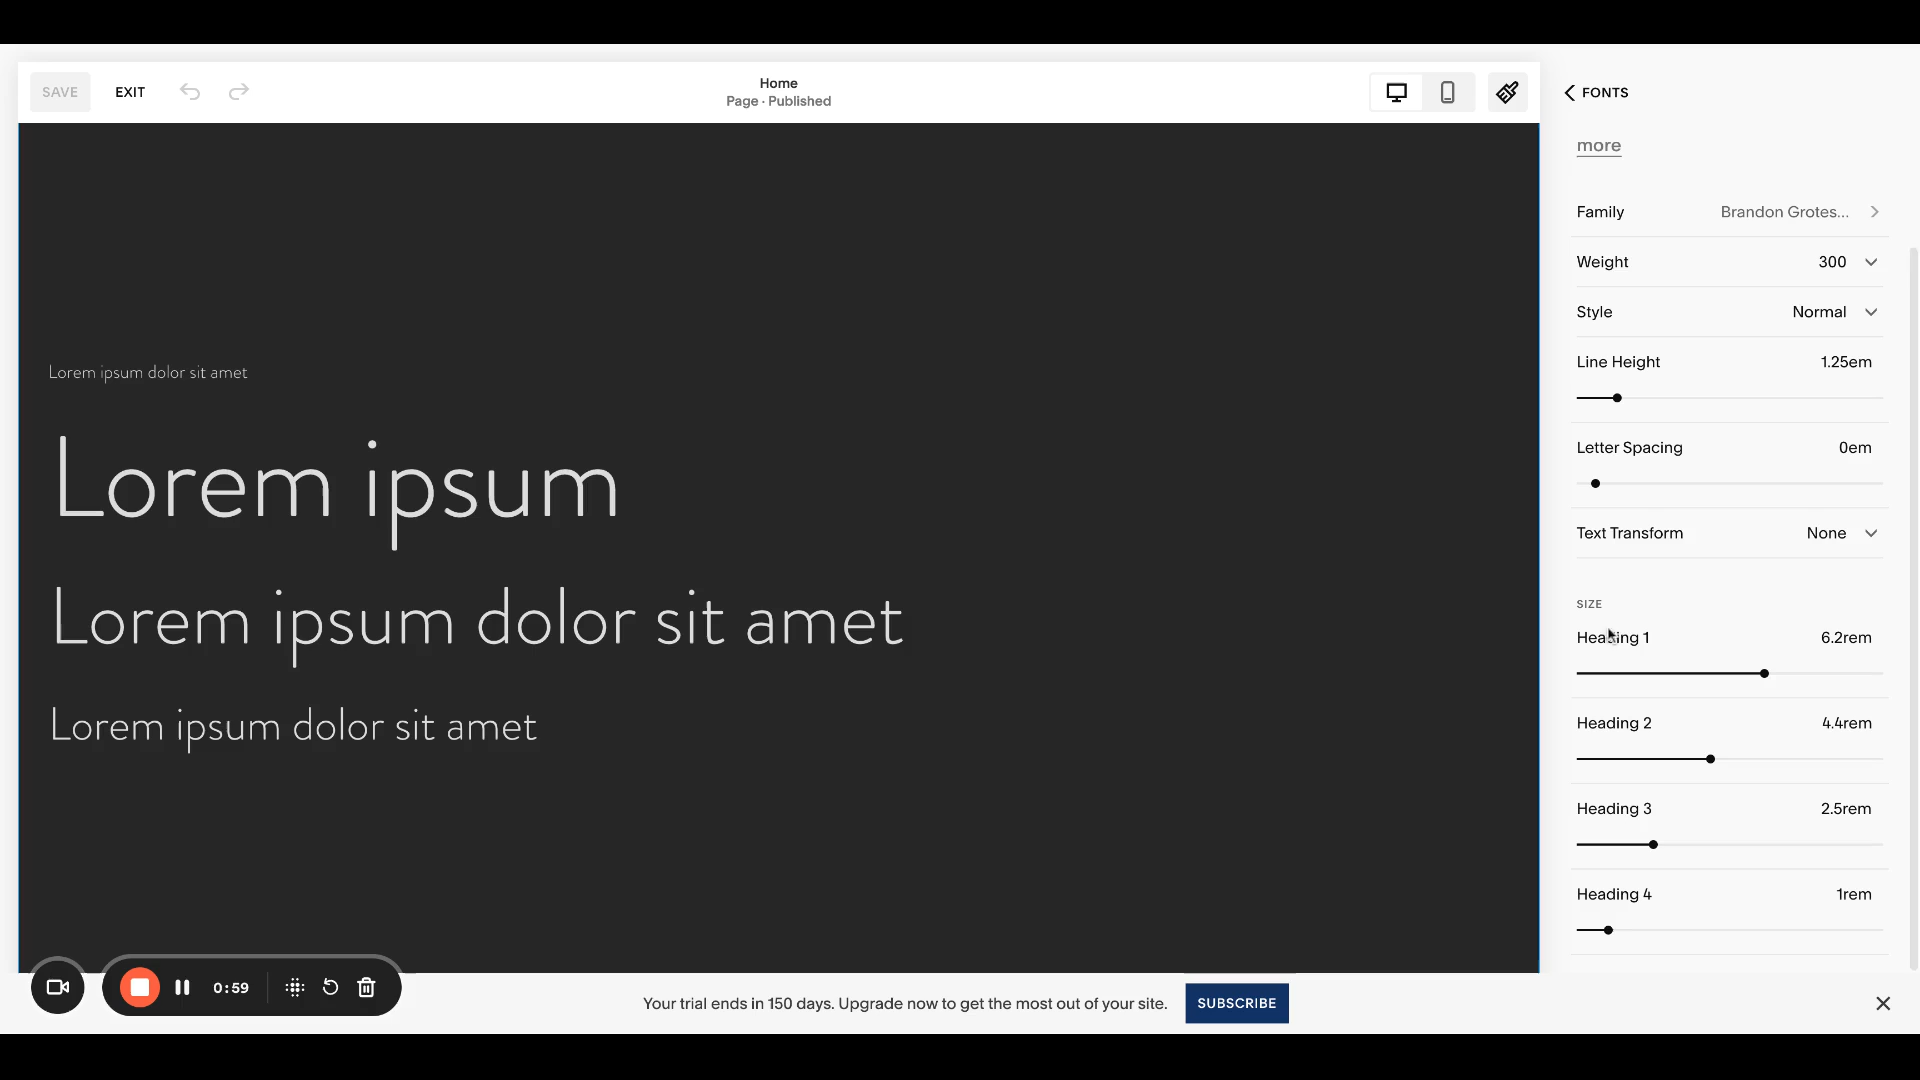 SAVE
EXIT
Home
Page · Published
FONTS
more
Family
Brandon Grotes...
Weight
300
Style
Normal
Line Height
1.25em
Letter Spacing
0em
Text Transform
None
SIZE
Heading 1
6.2rem
Heading 2
4.4rem
Heading 3
2.5rem
Heading 4
1rem
Lorem ipsum dolor sit amet
Lorem ipsum
Lorem ipsum dolor sit amet
Lorem ipsum dolor sit amet
0:59
Your trial ends in 150 days. Upgrade now to get the most out of your site.
SUBSCRIBE